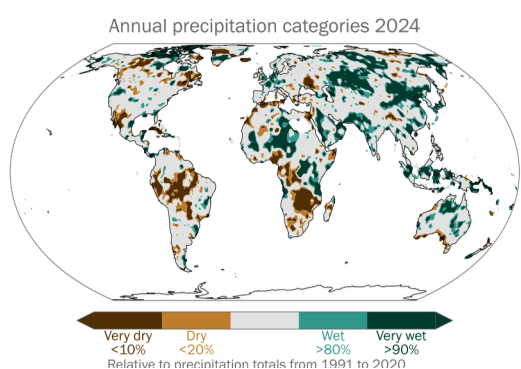 Annual precipitation categories 2024
Very dry Dry Wet Very wet
<10% <20% >80% >90%
Relative to precipitation totals from 1991 to 2020